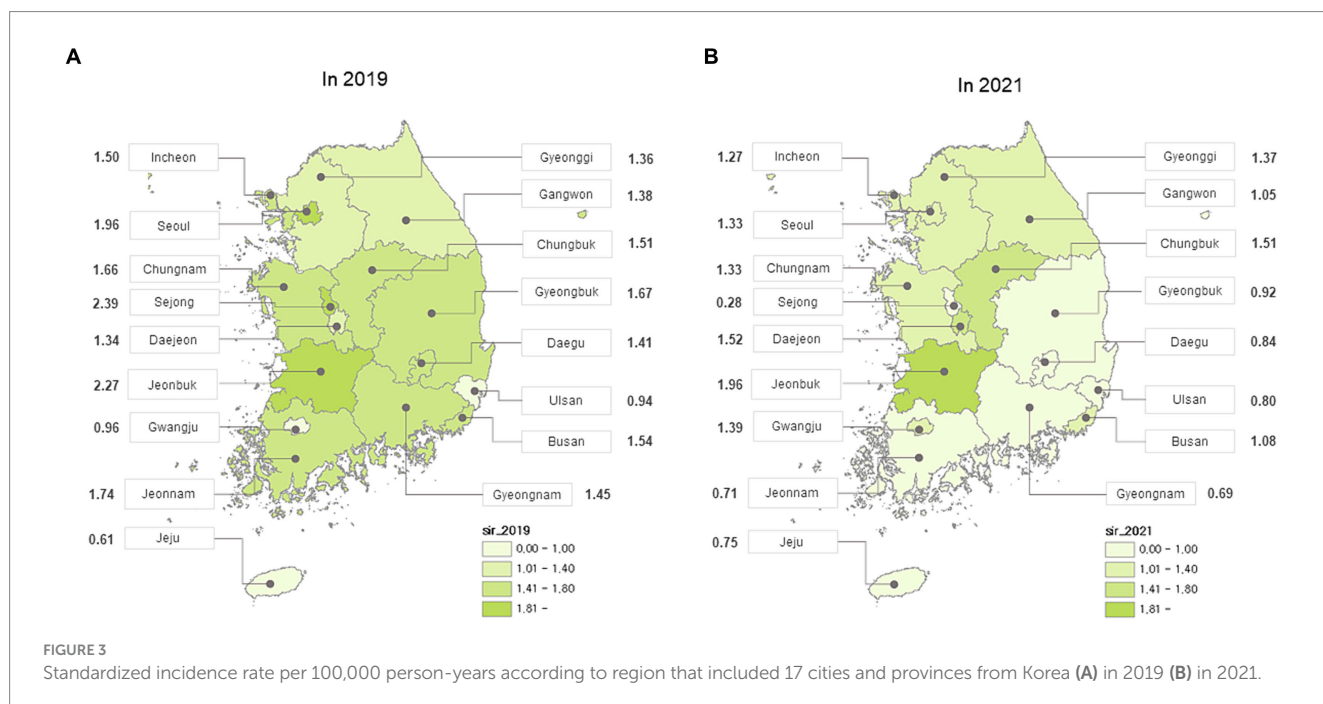 A
In 2019
1.50 Incheon
Gyeonggi 1.36
Gangwon 1.38
1.96 Seoul
Chungbuk 1.51
1.66 Chungnam
Gyeongbuk 1.67
2.39 Sejong
1.34 Daejeon
Daegu 1.41
2.27 Jeonbuk
Ulsan 0.94
0.96 Gwangju
Busan 1.54
1.74 Jeonnam
Gyeongnam 1.45
0.61 Jeju
sir_2019
0.00 - 1.00
1.01 - 1.40
1.41 - 1.80
1.81 -
B
In 2021
1.27 Incheon
Gyeonggi 1.37
Gangwon 1.05
1.33 Seoul
Chungbuk 1.51
1.33 Chungnam
Gyeongbuk 0.92
0.28 Sejong
1.52 Daejeon
Daegu 0.84
1.96 Jeonbuk
Ulsan 0.80
1.39 Gwangju
Busan 1.08
0.71 Jeonnam
Gyeongnam 0.69
0.75 Jeju
sir_2021
0.00 - 1.00
1.01 - 1.40
1.41 - 1.80
1.81 -
FIGURE 3
Standardized incidence rate per 100,000 person-years according to region that included 17 cities and provinces from Korea (A) in 2019 (B) in 2021.